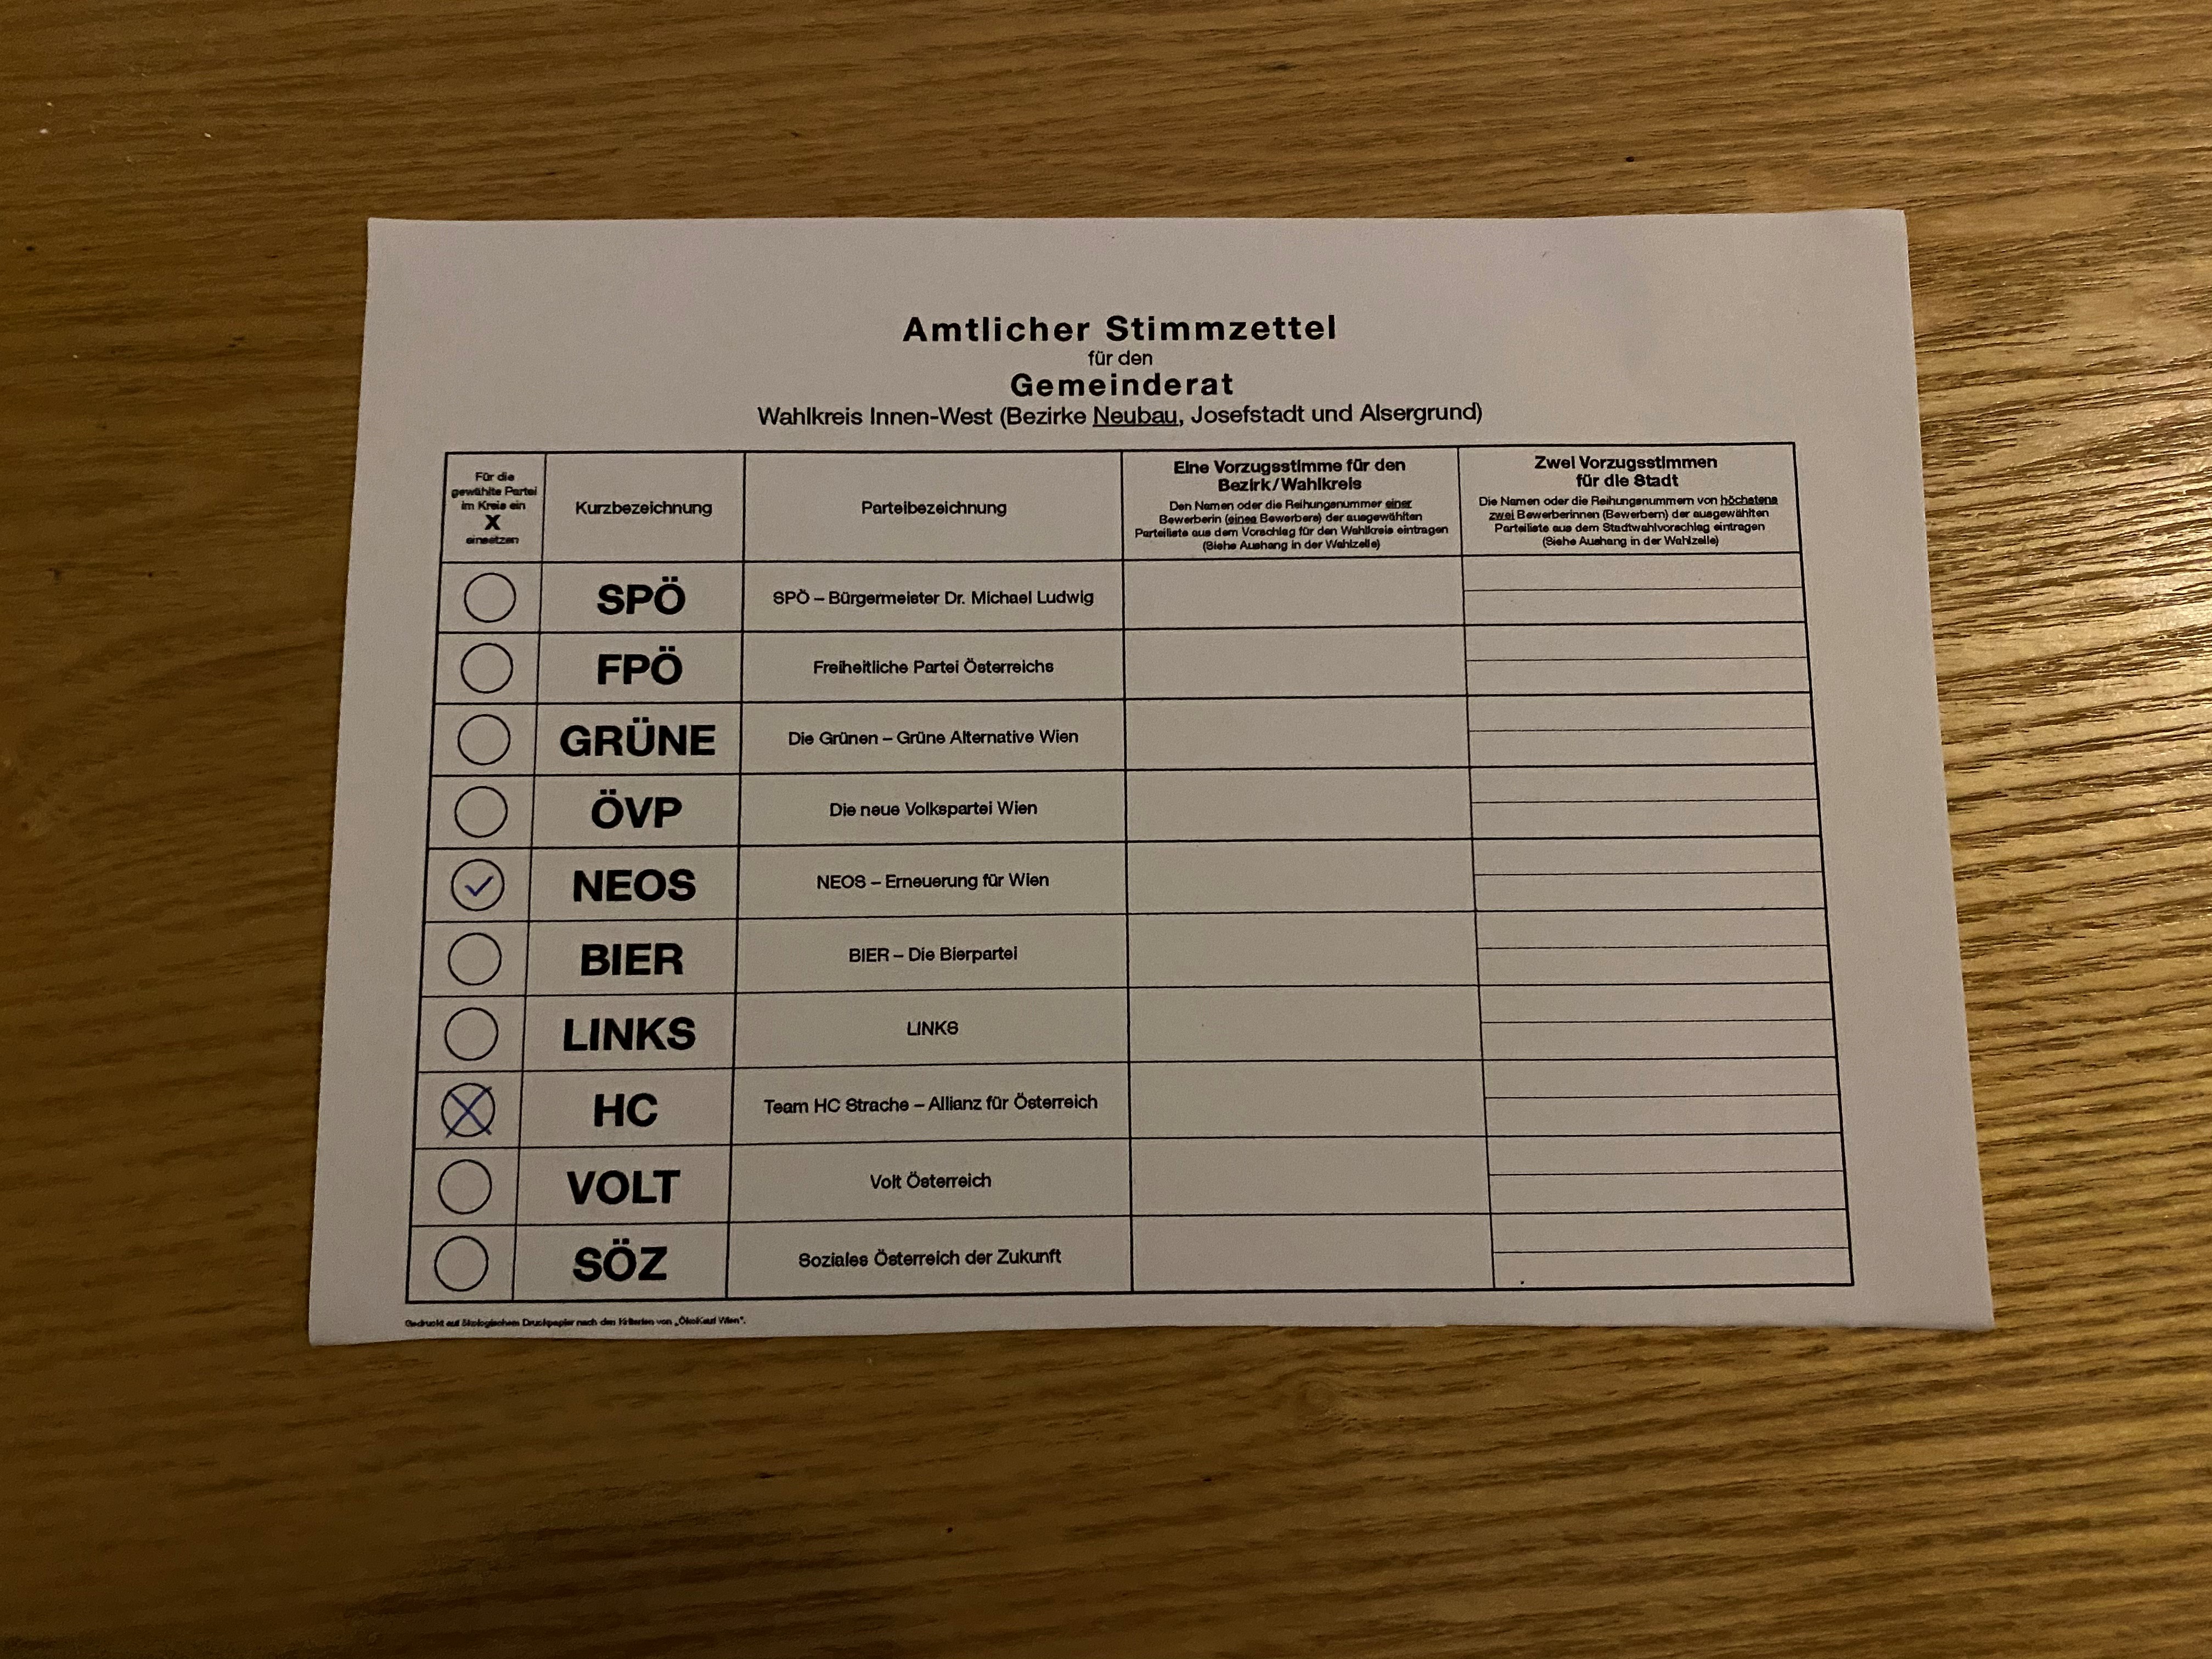 Amtlicher Stimmzettel
für den
Gemeinderat
Wahlkreis Innen-West (Bezirke Neubau, Josefstadt und Alsergrund)
Für die
gewählte Partei
im Kreis ein
X
einsetzen
Kurzbezeichnung
Parteibezeichnung
Eine Vorzugsstimme für den
Bezirk/Wahlkreis
Den Namen oder die Reihungsnummer einer
Bewerberin (eines Bewerbers) der ausgewählten
Parteiliste aus dem Vorschlag für den Wahlkreis eintragen
(Siehe Aushang in der Wahlzelle)
Zwei Vorzugsstimmen
für die Stadt
Die Namen oder die Reihungsnummern von höchstens
zwei Bewerberinnen (Bewerbern) der ausgewählten
Parteiliste aus dem Stadtwahlvorschlag eintragen
(Siehe Aushang in der Wahlzelle)
SPÖ SPÖ – Bürgermeister Dr. Michael Ludwig
FPÖ Freiheitliche Partei Österreichs
GRÜNE Die Grünen – Grüne Alternative Wien
ÖVP Die neue Volkspartei Wien
✓ NEOS NEOS – Erneuerung für Wien
BIER BIER – Die Bierpartei
LINKS LINKS
X HC Team HC Strache – Allianz für Österreich
VOLT Volt Österreich
SÖZ Soziales Österreich der Zukunft
Gedruckt auf ökologischem Druckpapier nach den Kriterien von „ÖkoKauf Wien“.